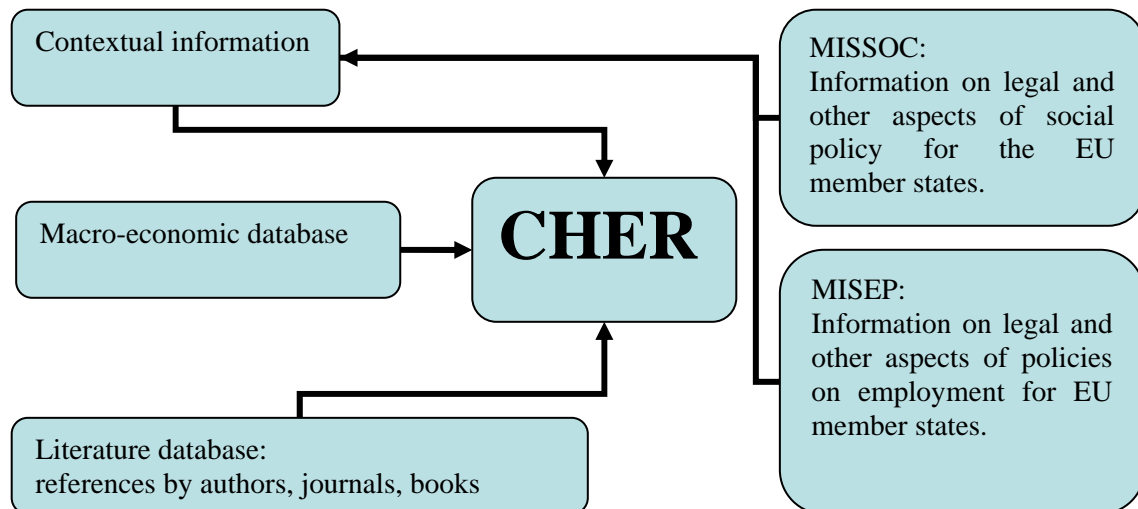 Contextual information
MISSOC:
Information on legal and
other aspects of social
policy for the EU
member states.
Macro-economic database
CHER
MISEP:
Information on legal and
other aspects of policies
on employment for EU
member states.
Literature database:
references by authors, journals, books